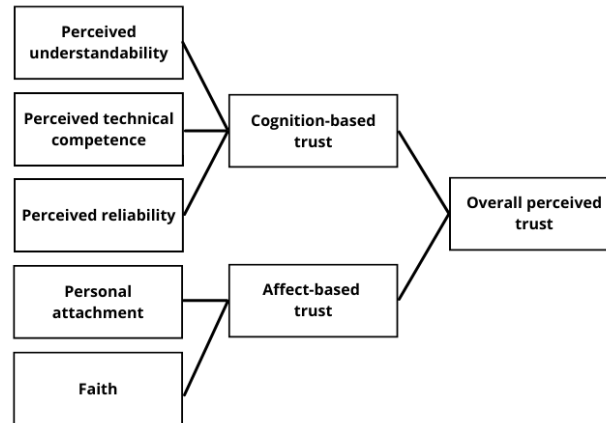 Perceived
understandability
Perceived technical
competence
Perceived reliability
Personal
attachment
Faith
Cognition-based
trust
Affect-based
trust
Overall perceived
trust